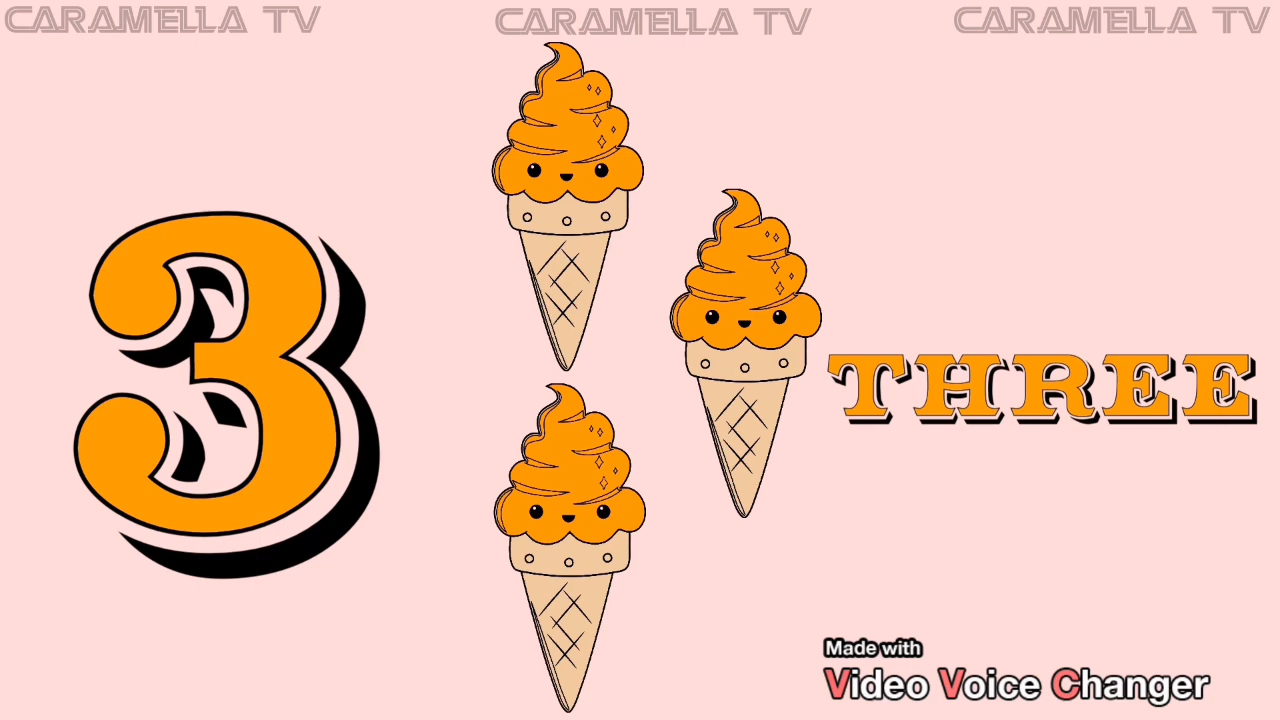 CARAMELLA TV CARAMELLA TV CARAMELLA TV
3
THREE
Made with
Video Voice Changer